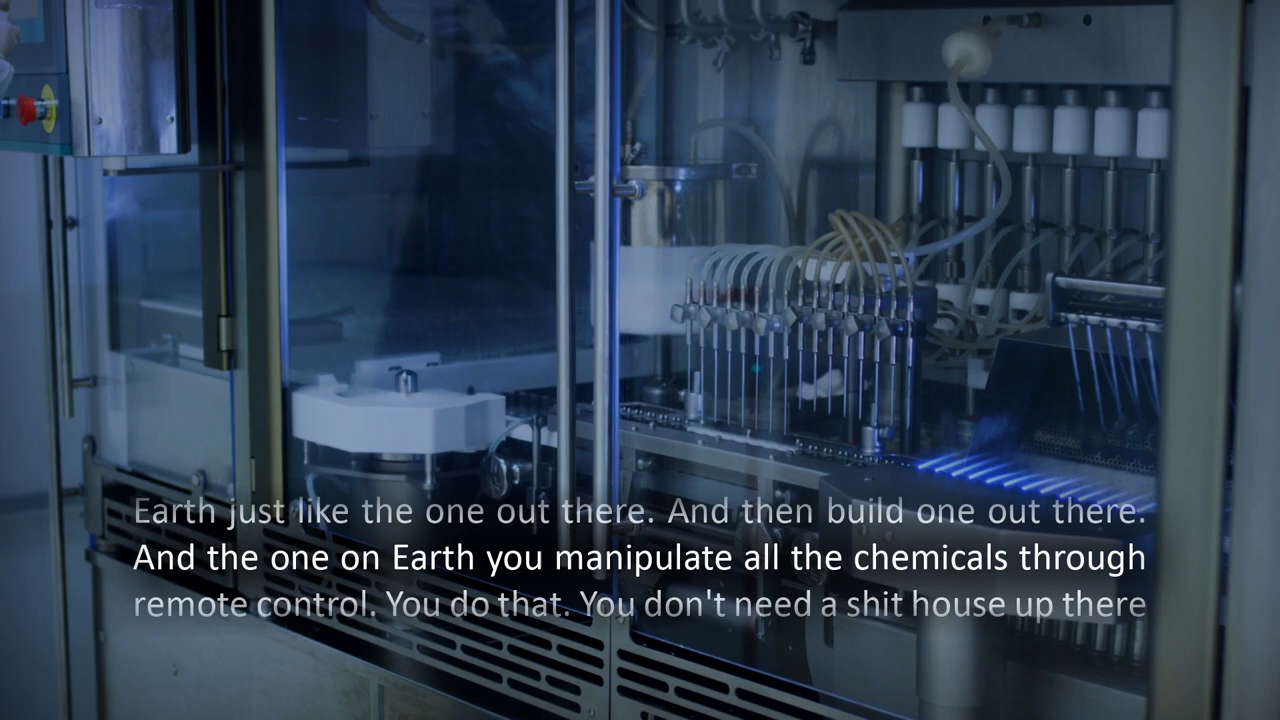 Earth just like the one out there. And then build one out there.
And the one on Earth you manipulate all the chemicals through
remote control. You do that. You don't need a shit house up there